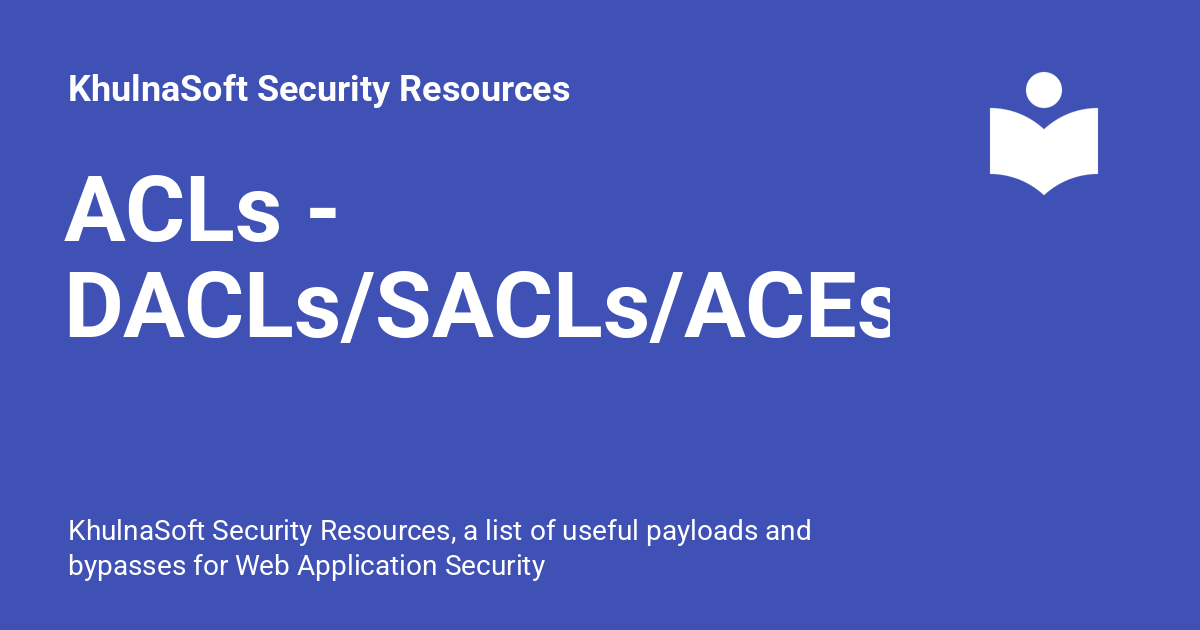 KhulnaSoft Security Resources
ACLs -
DACLs/SACLs/ACEs
KhulnaSoft Security Resources, a list of useful payloads and
bypasses for Web Application Security